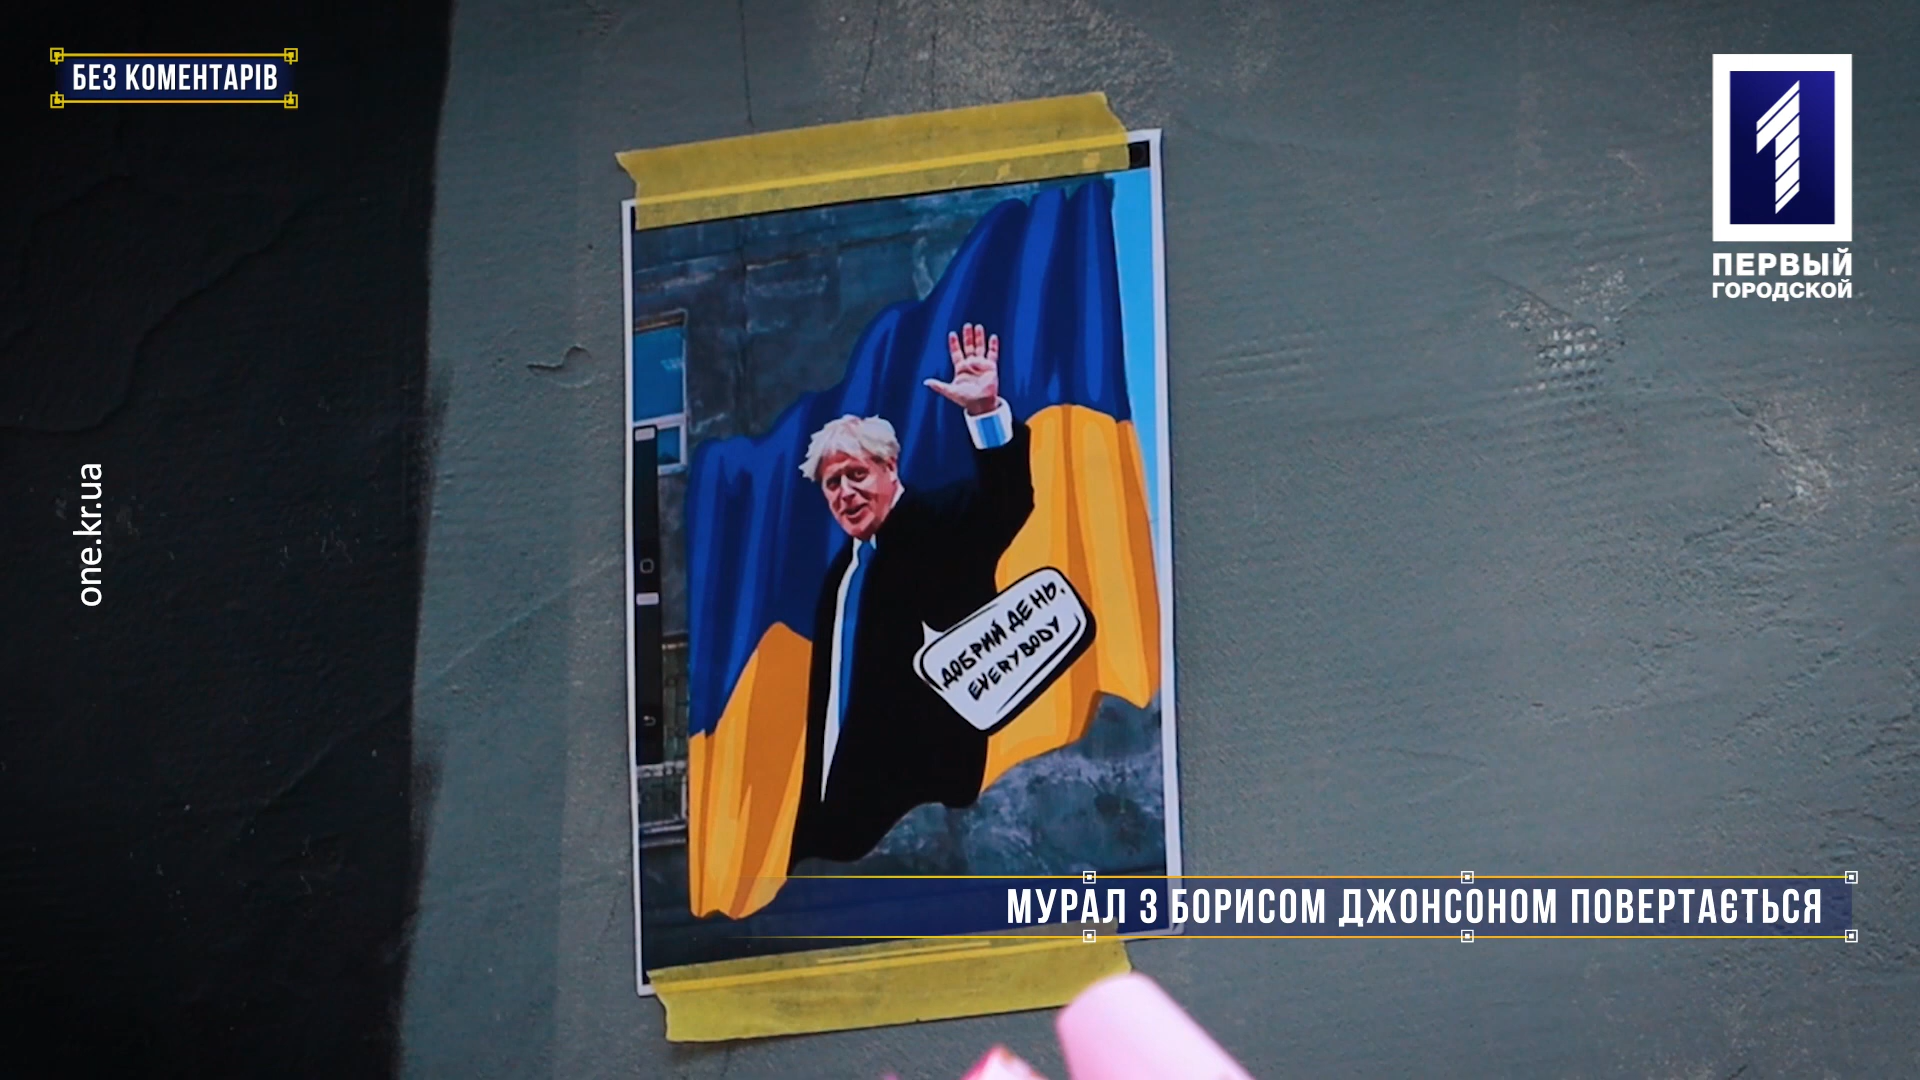 БЕЗ КОМЕНТАРІВ
ПЕРВЫЙ
ГОРОДСКОЙ
one.kr.ua
ДОБРИЙ ДЕНЬ.
EVERYBODY
МУРАЛ З БОРИСОМ ДЖОНСОНОМ ПОВЕРТАЄТЬСЯ